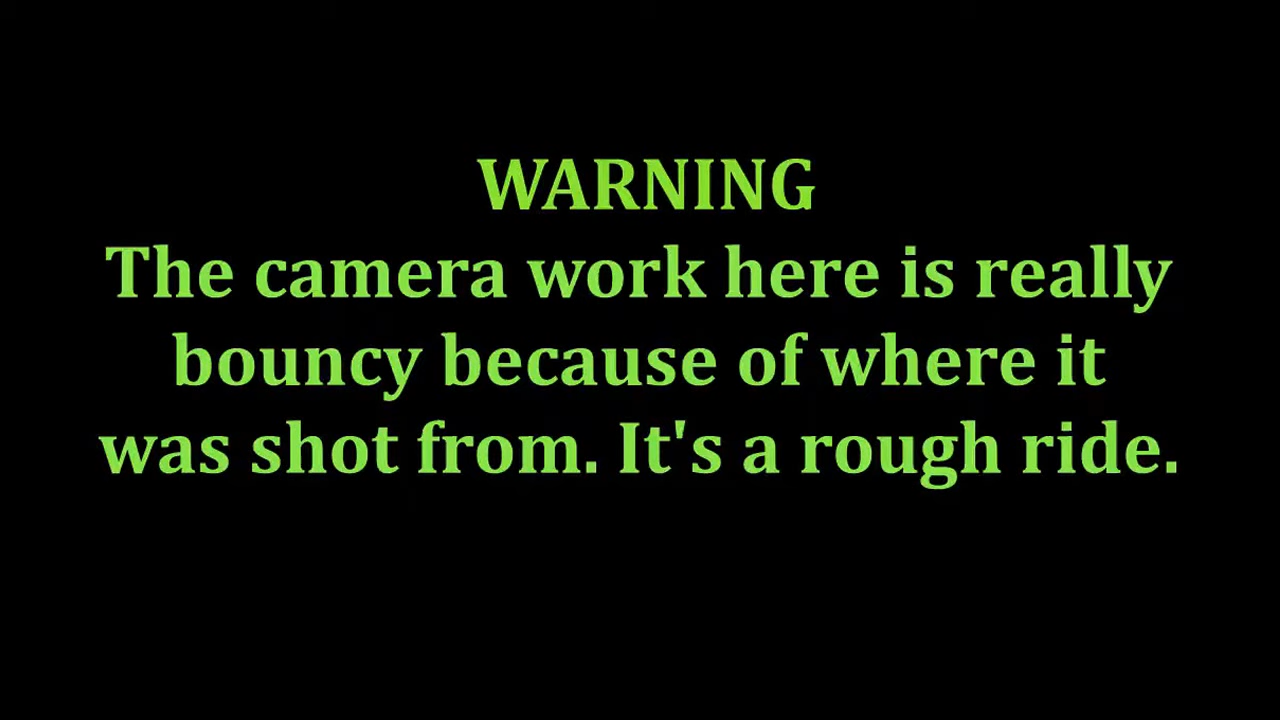 WARNING
The camera work here is really
bouncy because of where it
was shot from. It's a rough ride.